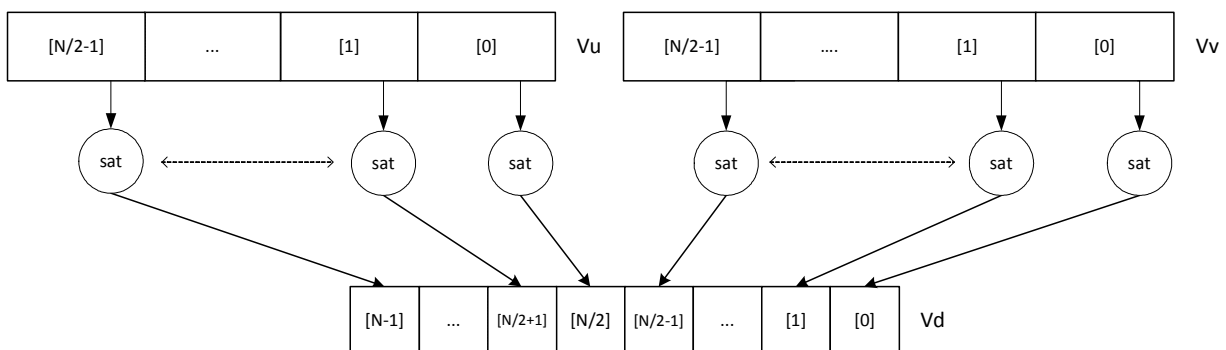 [N/2-1] ... [1] [0] Vu [N/2-1] .... [1] [0] Vv
sat sat sat sat sat sat
[N-1] ... [N/2+1] [N/2] [N/2-1] ... [1] [0] Vd